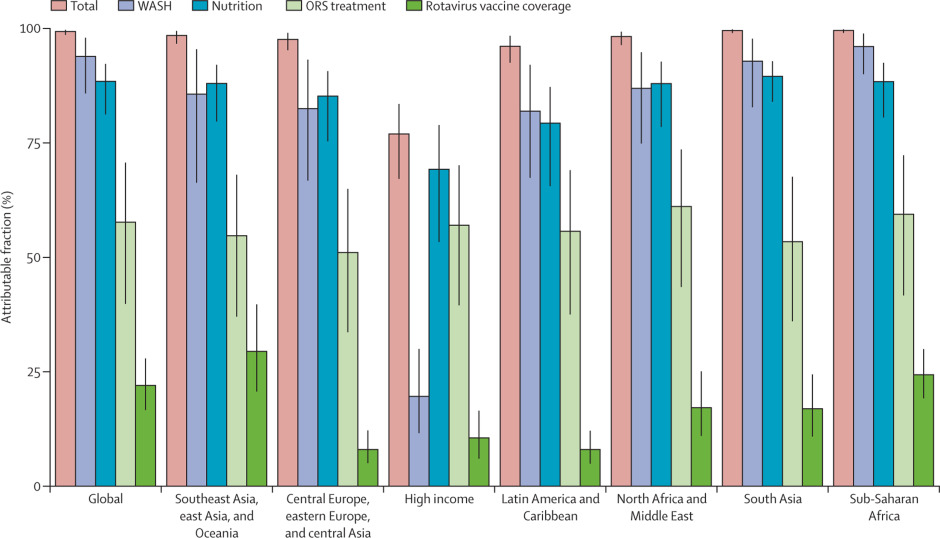 Total WASH Nutrition ORS treatment Rotavirus vaccine coverage
100
75
50
25
0
Attributable fraction (%)
Global
Southeast Asia,
east Asia, and
Oceania
Central Europe,
eastern Europe,
and central Asia
High income
Latin America and
Caribbean
North Africa and
Middle East
South Asia
Sub-Saharan
Africa